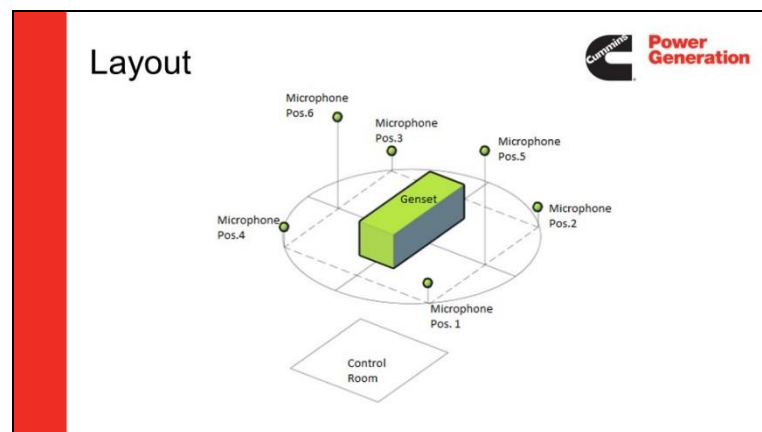 Layout
Cummins
Power
Generation
Microphone
Pos.6
Microphone
Pos.3
Microphone
Pos.5
Genset
Microphone
Pos.4
Microphone
Pos.2
Microphone
Pos. 1
Control
Room